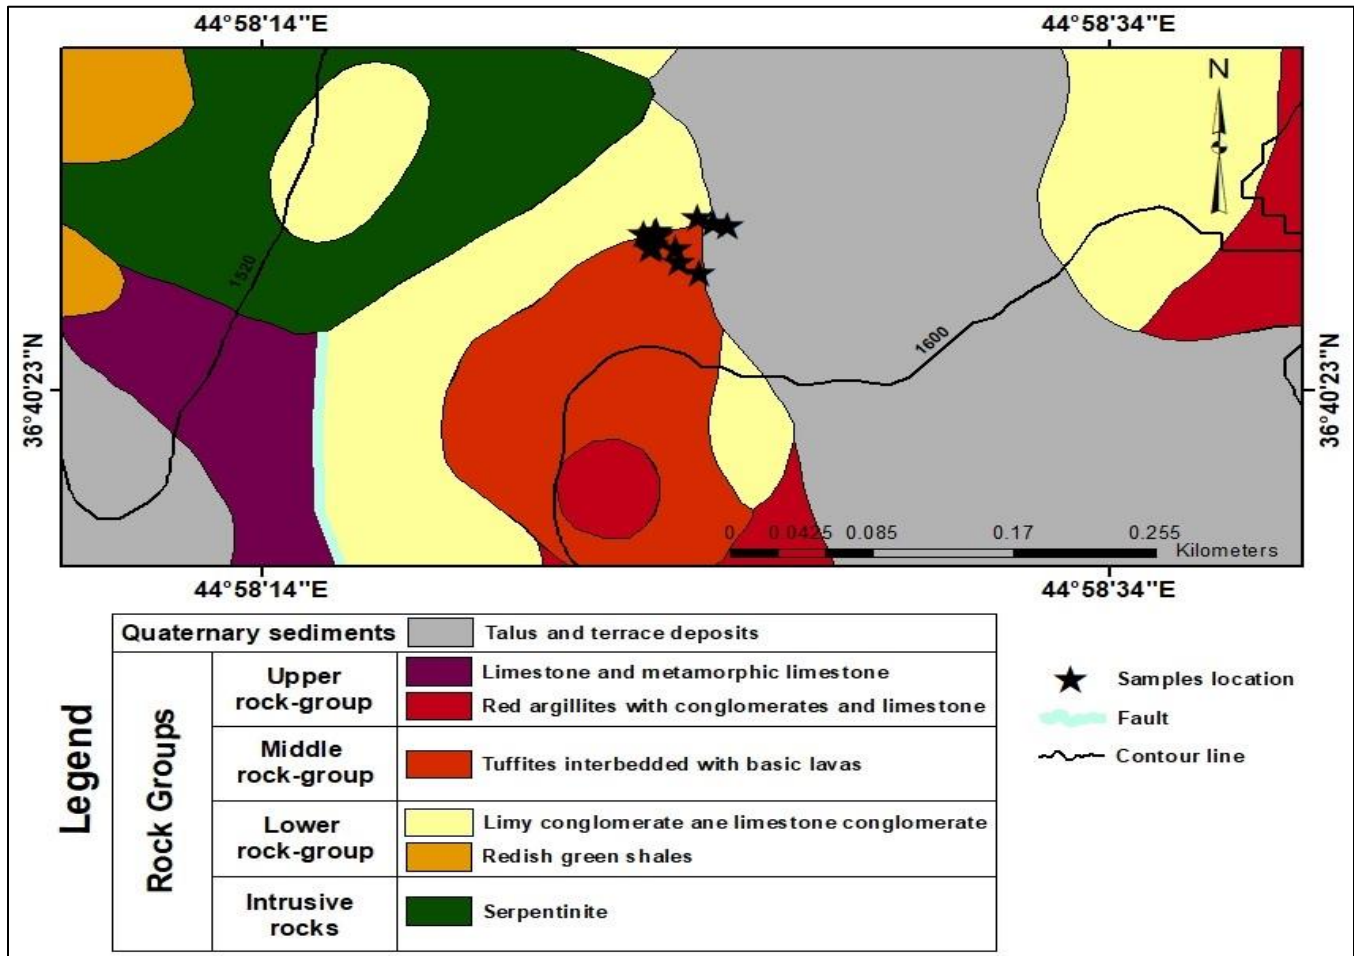 44°58'14"E
44°58'34"E
N
1520
1600
36°40'23"N
36°40'23"N
0 0.0425 0.085 0.17 0.255
Kilometers
44°58'14"E
44°58'34"E
Legend
Quaternary sediments
Talus and terrace deposits
Rock Groups
Upper
rock-group
Limestone and metamorphic limestone
Red argillites with conglomerates and limestone
Middle
rock-group
Tuffites interbedded with basic lavas
Lower
rock-group
Limy conglomerate ane limestone conglomerate
Redish green shales
Intrusive
rocks
Serpentinite
Samples location
Fault
Contour line